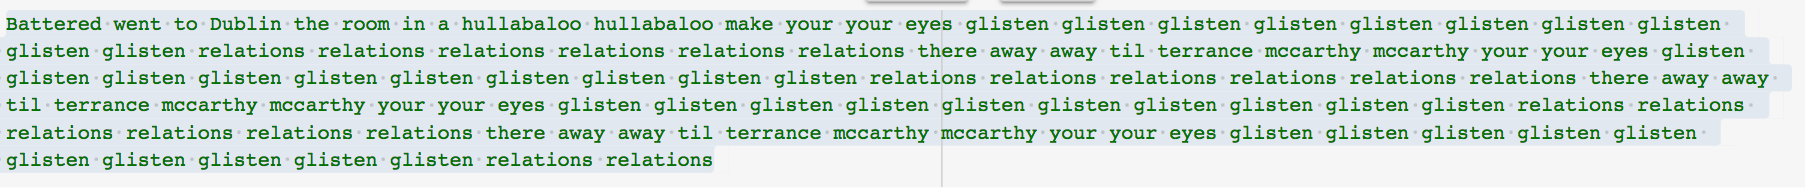 Battered went to Dublin the room in a hullabaloo hullabaloo make your your eyes glisten glisten glisten glisten glisten glisten glisten glisten
glisten glisten relations relations relations relations relations relations there away away til terrance mccarthy mccarthy your your eyes glisten
glisten glisten glisten glisten glisten glisten glisten glisten glisten relations relations relations relations relations relations there away away
til terrance mccarthy mccarthy your your eyes glisten glisten glisten glisten glisten glisten glisten glisten glisten glisten relations relations
relations relations relations relations there away away til terrance mccarthy mccarthy your your eyes glisten glisten glisten glisten glisten
glisten glisten glisten glisten glisten relations relations